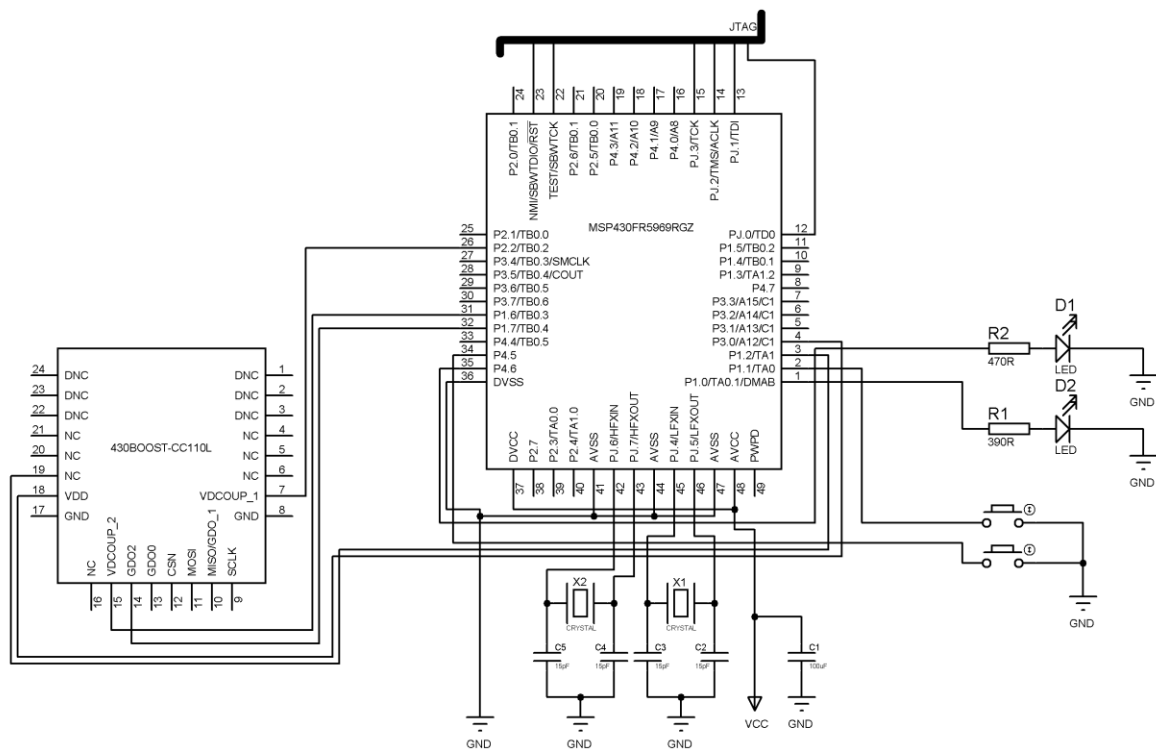 JTAG
24
23
22
21
20
19
18
17
16
15
14
13
P2.0/TB0.1
NMI/SBWTDIO/RST
TEST/SBWTCK
P2.6/TB0.1
P2.5/TB0.0
P4.3/A11
P4.2/A10
P4.1/A9
P4.0/A8
PJ.3/TCK
PJ.2/TMS/ACLK
PJ.1/TDI
MSP430FR5969RGZ
25 P2.1/TB0.0
26 P2.2/TB0.2
27 P3.4/TB0.3/SMCLK
28 P3.5/TB0.4/COUT
29 P3.6/TB0.5
30 P3.7/TB0.6
31 P1.6/TB0.3
32 P1.7/TB0.4
33 P4.4/TB0.5
34 P4.5
35 P4.6
36 DVSS
PJ.0/TD0 12
P1.5/TB0.2 11
P1.4/TB0.1 10
P1.3/TA1.2 9
P4.7 8
P3.3/A15/C1 7
P3.2/A14/C1 6
P3.1/A13/C1 5
P3.0/A12/C1 4
P1.2/TA1 3
P1.1/TA0 2
P1.0/TA0.1/DMAB 1
DVCC
P2.7
P2.3/TA0.0
P2.4/TA1.0
AVSS
PJ.6/HFXIN
PJ.7/HFXOUT
AVSS
PJ.4/LFXIN
PJ.5/LFXOUT
AVSS
AVCC
PWPD
37
38
39
40
41
42
43
44
45
46
47
48
49
24 DNC
23 DNC
22 DNC
21 NC
20 NC
19 NC
18 VDD
17 GND
430BOOST-CC110L
DNC 1
DNC 2
DNC 3
NC 4
NC 5
NC 6
VDCOUP_1 7
GND 8
NC
VDCOUP_2
GDO2
GDO0
CSN
MOSI
MISO/GDO_1
SCLK
16
15
14
13
12
11
10
9
D1
R2
470R
LED
GND
D2
R1
390R
LED
GND
GND
X2
CRYSTAL
X1
CRYSTAL
C5
15pF
C4
15pF
C3
15pF
C2
15pF
C1
100uF
GND
GND
GND
VCC
GND